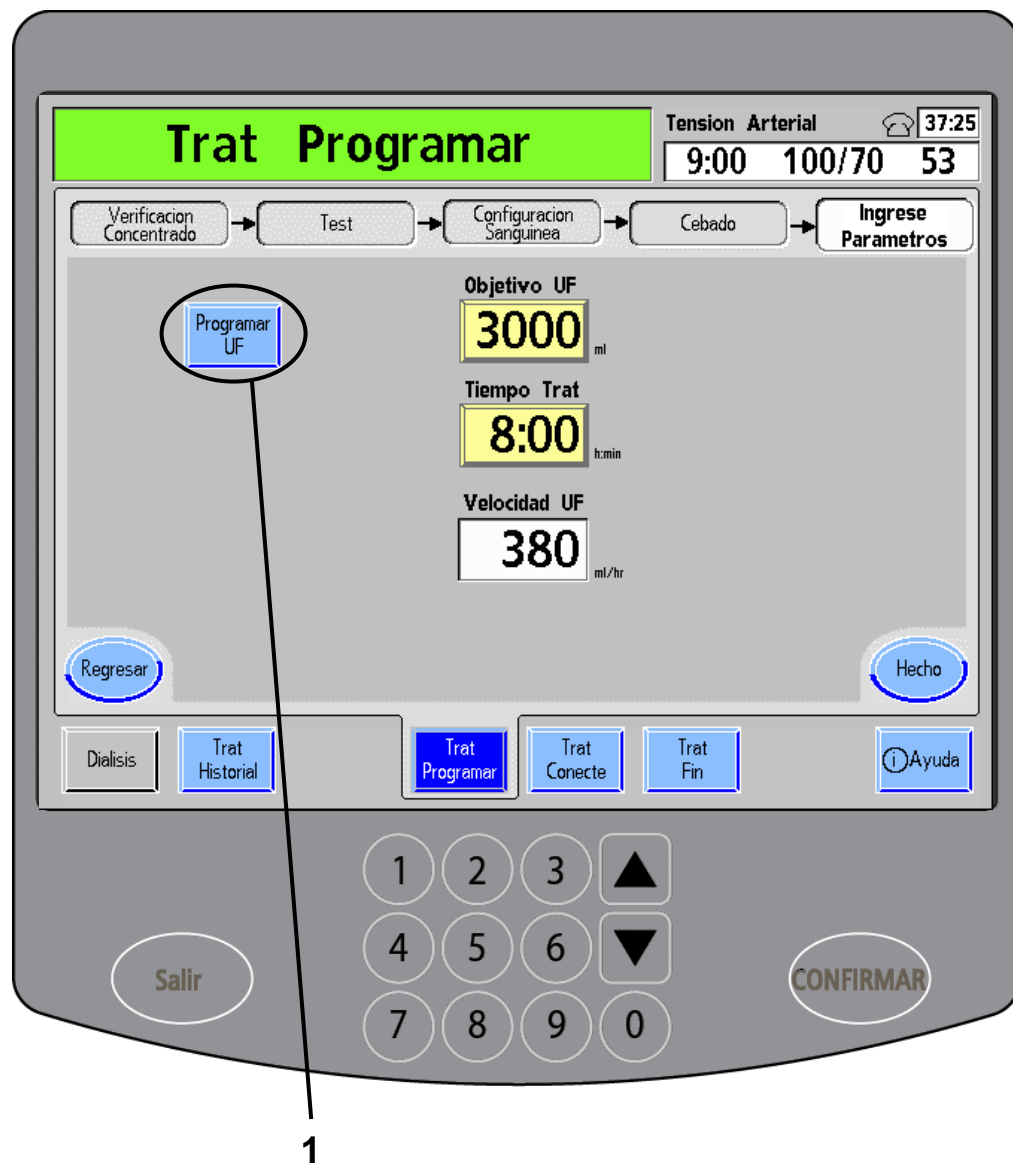 Trat Programar
Tension Arterial
37:25
9:00 100/70 53
Verificacion
Concentrado
Test
Configuracion
Sanguinea
Cebado
Ingrese
Parametros
Programar
UF
Objetivo UF
3000 ml
Tiempo Trat
8:00 h:min
Velocidad UF
380 ml/hr
Regresar
Hecho
Dialisis
Trat
Historial
Trat
Programar
Trat
Conecte
Trat
Fin
i Ayuda
1 2 3
4 5 6
7 8 9 0
Salir
CONFIRMAR
1